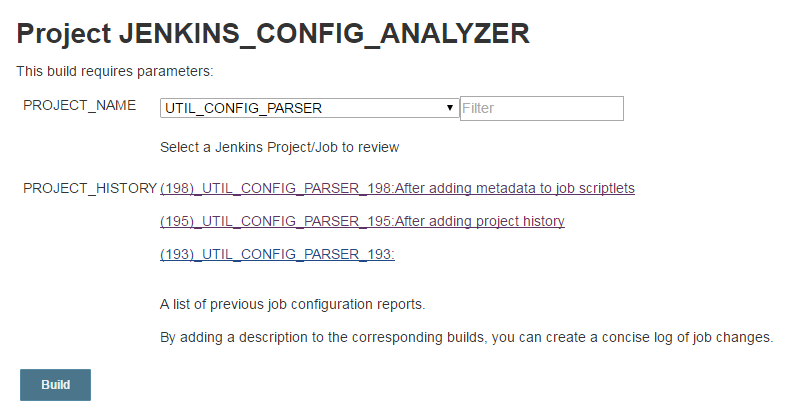 Project JENKINS_CONFIG_ANALYZER
This build requires parameters:
PROJECT_NAME UTIL_CONFIG_PARSER Filter
Select a Jenkins Project/Job to review
PROJECT_HISTORY (198)_UTIL_CONFIG_PARSER_198:After adding metadata to job scriptlets
(195)_UTIL_CONFIG_PARSER_195:After adding project history
(193)_UTIL_CONFIG_PARSER_193:
A list of previous job configuration reports.
By adding a description to the corresponding builds, you can create a concise log of job changes.
Build